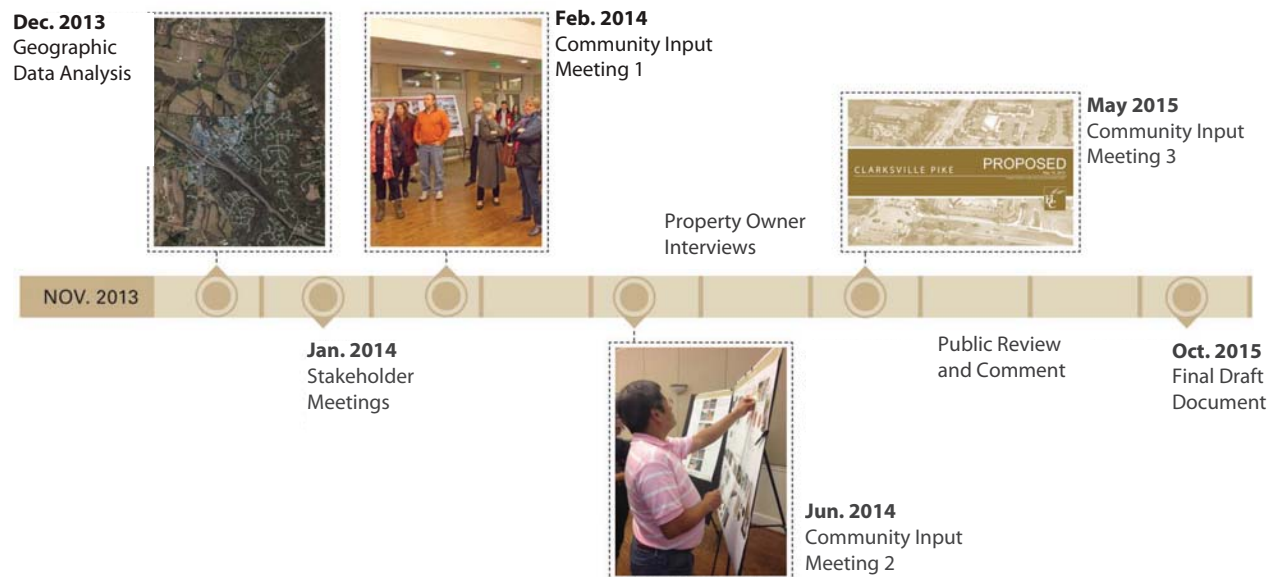 Dec. 2013
Geographic
Data Analysis
Feb. 2014
Community Input
Meeting 1
May 2015
Community Input
Meeting 3
CLARKSVILLE PIKE
PROPOSED
Property Owner
Interviews
NOV. 2013
Jan. 2014
Stakeholder
Meetings
Public Review
and Comment
Oct. 2015
Final Draft
Document
Jun. 2014
Community Input
Meeting 2